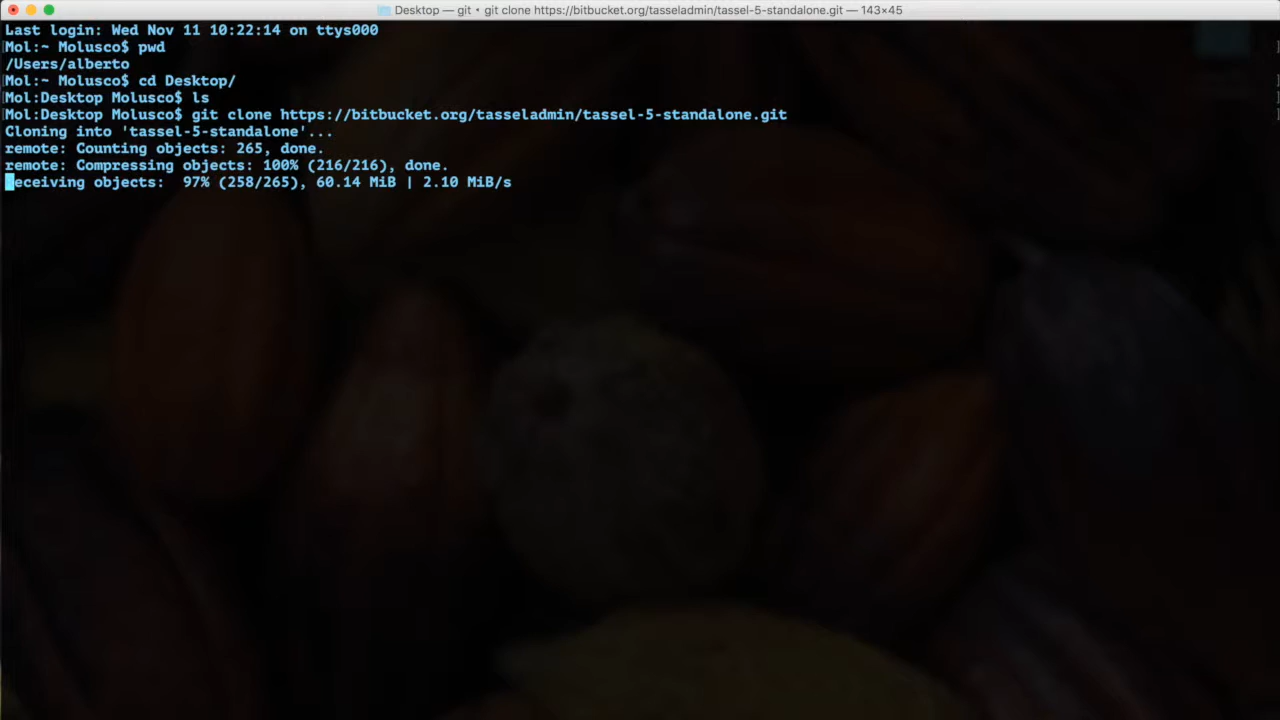 Desktop — git • git clone https://bitbucket.org/tasseladmin/tassel-5-standalone.git — 143×45
Last login: Wed Nov 11 10:22:14 on ttys000
Mol:~ Molusco$ pwd
/Users/alberto
Mol:~ Molusco$ cd Desktop/
Mol:Desktop Molusco$ ls
Mol:Desktop Molusco$ git clone https://bitbucket.org/tasseladmin/tassel-5-standalone.git
Cloning into 'tassel-5-standalone'...
remote: Counting objects: 265, done.
remote: Compressing objects: 100% (216/216), done.
Receiving objects:  97% (258/265), 60.14 MiB | 2.10 MiB/s